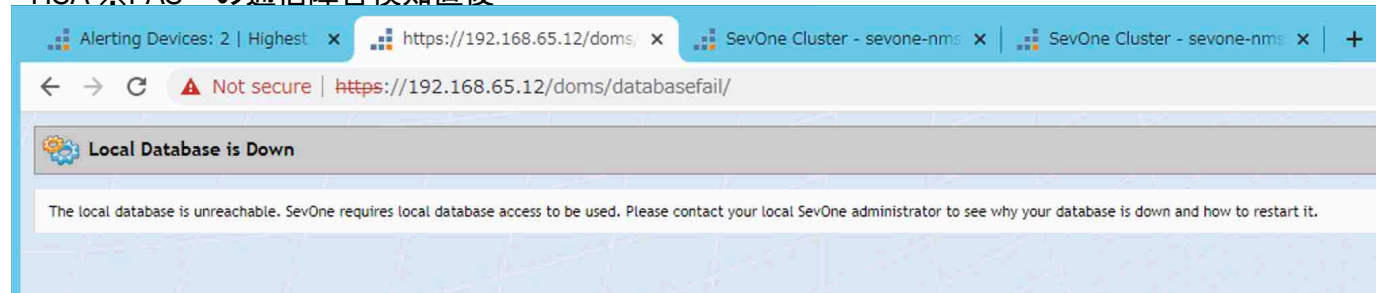 Alerting Devices: 2 | Highest
https://192.168.65.12/doms/
SevOne Cluster - sevone-nms
SevOne Cluster - sevone-nms
Not secure | https://192.168.65.12/doms/databasefail/
Local Database is Down
The local database is unreachable. SevOne requires local database access to be used. Please contact your local SevOne administrator to see why your database is down and how to restart it.